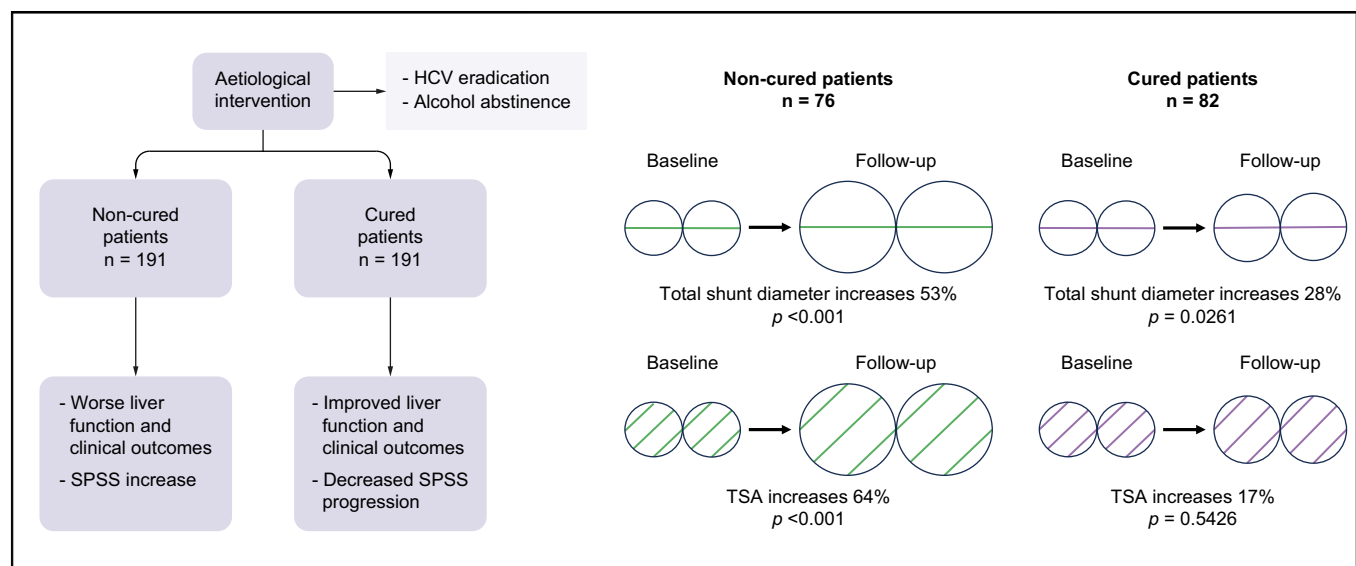 Aetiological
intervention
- HCV eradication
- Alcohol abstinence
Non-cured
patients
n = 191
Cured
patients
n = 191
- Worse liver
function and
clinical outcomes
- SPSS increase
- Improved liver
function and
clinical outcomes
- Decreased SPSS
progression
Non-cured patients
n = 76
Baseline
Follow-up
Total shunt diameter increases 53%
p <0.001
Baseline
Follow-up
TSA increases 64%
p <0.001
Cured patients
n = 82
Baseline
Follow-up
Total shunt diameter increases 28%
p = 0.0261
Baseline
Follow-up
TSA increases 17%
p = 0.5426